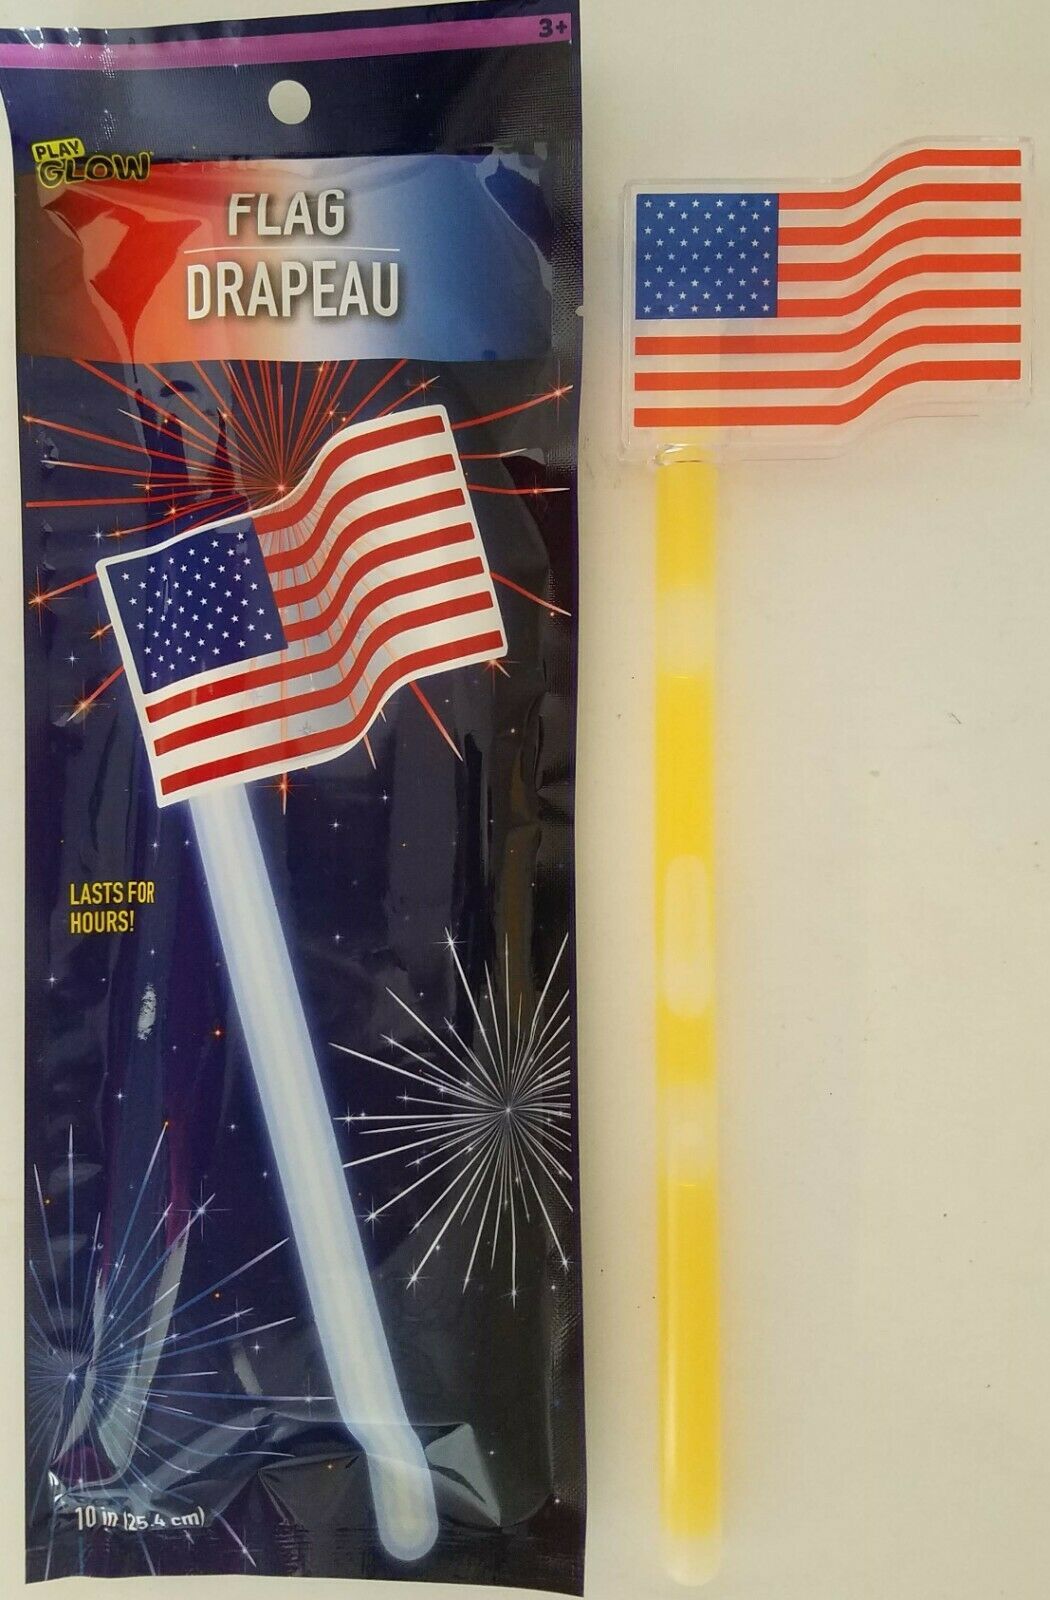 3+
PLAY
GLOW
FLAG
DRAPEAU
LASTS FOR
HOURS!
10 in (25.4 cm)